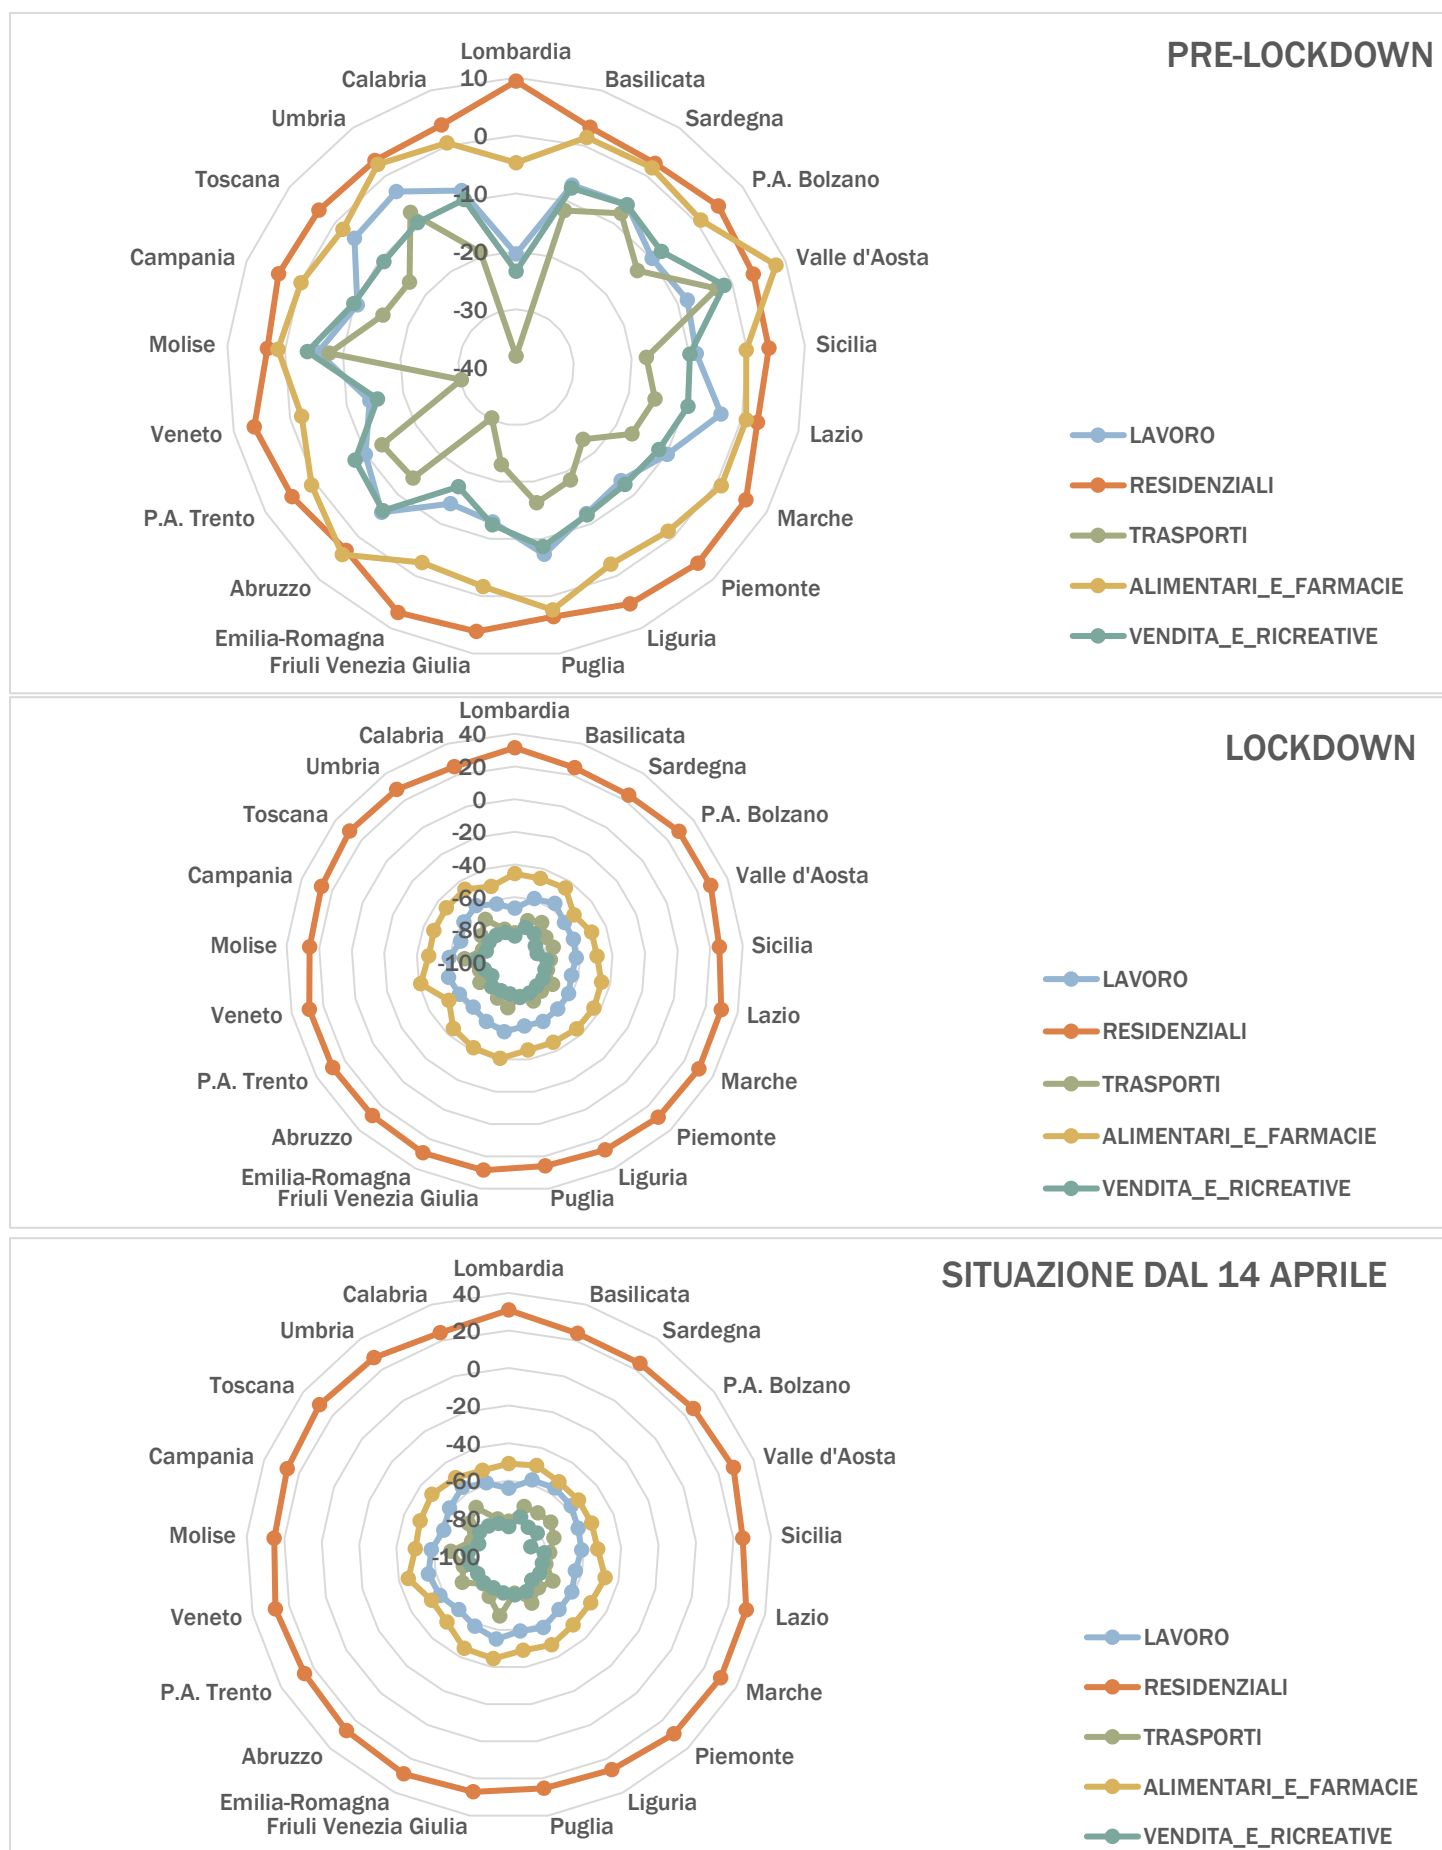 PRE-LOCKDOWN
Lombardia
Basilicata
Sardegna
P.A. Bolzano
Valle d'Aosta
Sicilia
Lazio
Marche
Piemonte
Liguria
Puglia
Friuli Venezia Giulia
Emilia-Romagna
Abruzzo
P.A. Trento
Veneto
Molise
Campania
Toscana
Umbria
Calabria
10
0
-10
-20
-30
-40
LAVORO
RESIDENZIALI
TRASPORTI
ALIMENTARI_E_FARMACIE
VENDITA_E_RICREATIVE
LOCKDOWN
Lombardia
Basilicata
Sardegna
P.A. Bolzano
Valle d'Aosta
Sicilia
Lazio
Marche
Piemonte
Liguria
Puglia
Friuli Venezia Giulia
Emilia-Romagna
Abruzzo
P.A. Trento
Veneto
Molise
Campania
Toscana
Umbria
Calabria
40
20
0
-20
-40
-60
-80
-100
LAVORO
RESIDENZIALI
TRASPORTI
ALIMENTARI_E_FARMACIE
VENDITA_E_RICREATIVE
SITUAZIONE DAL 14 APRILE
Lombardia
Basilicata
Sardegna
P.A. Bolzano
Valle d'Aosta
Sicilia
Lazio
Marche
Piemonte
Liguria
Puglia
Friuli Venezia Giulia
Emilia-Romagna
Abruzzo
P.A. Trento
Veneto
Molise
Campania
Toscana
Umbria
Calabria
40
20
0
-20
-40
-60
-80
-100
LAVORO
RESIDENZIALI
TRASPORTI
ALIMENTARI_E_FARMACIE
VENDITA_E_RICREATIVE